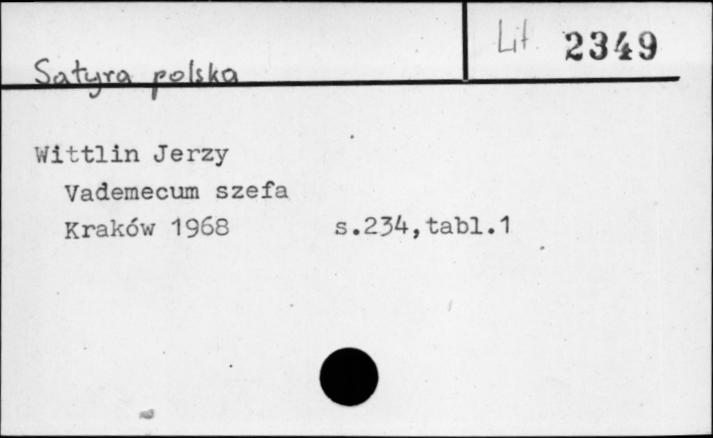 Satyra polska
Lit. 2349
Wittlin Jerzy
Vademecum szefa
Kraków 1968 s.234,tabl.1